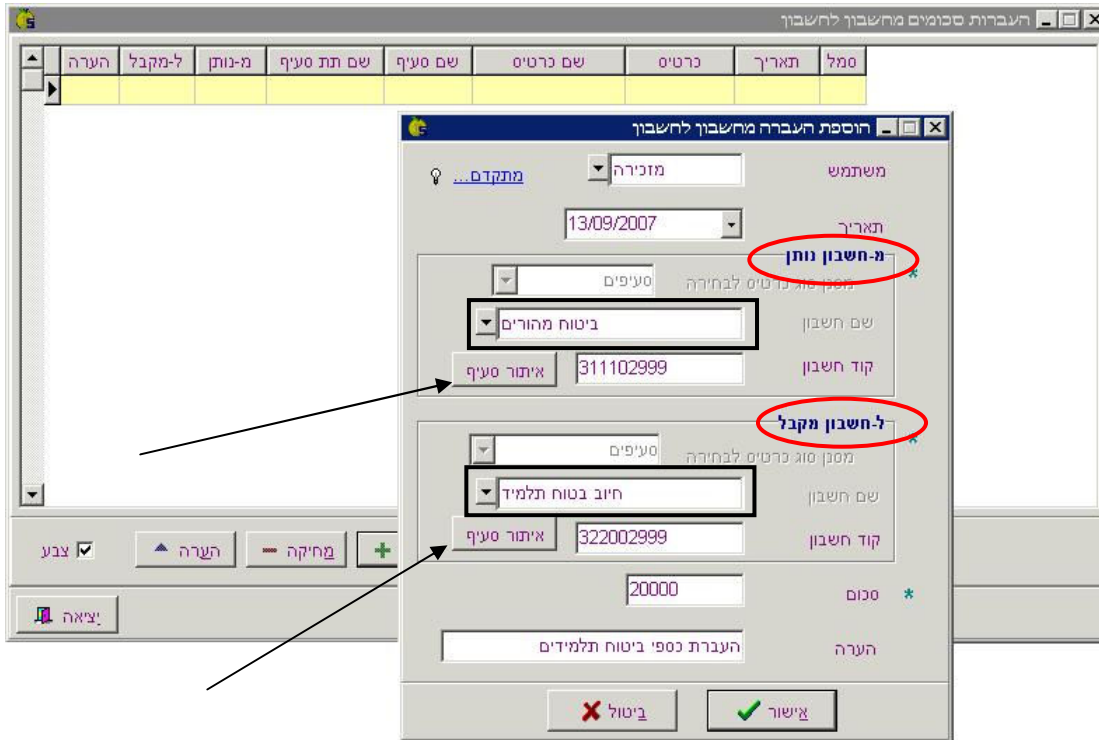 העברות סכומים מחשבון לחשבון
סמל תאריך כרטיס שם כרטיס שם סעיף שם תת סעיף מ-נותן ל-מקבל הערה
הוספת העברה מחשבון לחשבון
משתמש מזכירה מתקדם...
תאריך 13/09/2007
מ-חשבון נותן
* מסנן סוג כרטיס לבחירה סעיפים
שם חשבון ביטוח מהורים
קוד חשבון 311102999 איתור סעיף
ל-חשבון מקבל
* מסנן סוג כרטיס לבחירה סעיפים
שם חשבון חיוב בטוח תלמיד
קוד חשבון 322002999 איתור סעיף
* סכום 20000
הערה העברת כספי ביטוח תלמידים
אישור ביטול
מחיקה הערה צבע
יציאה